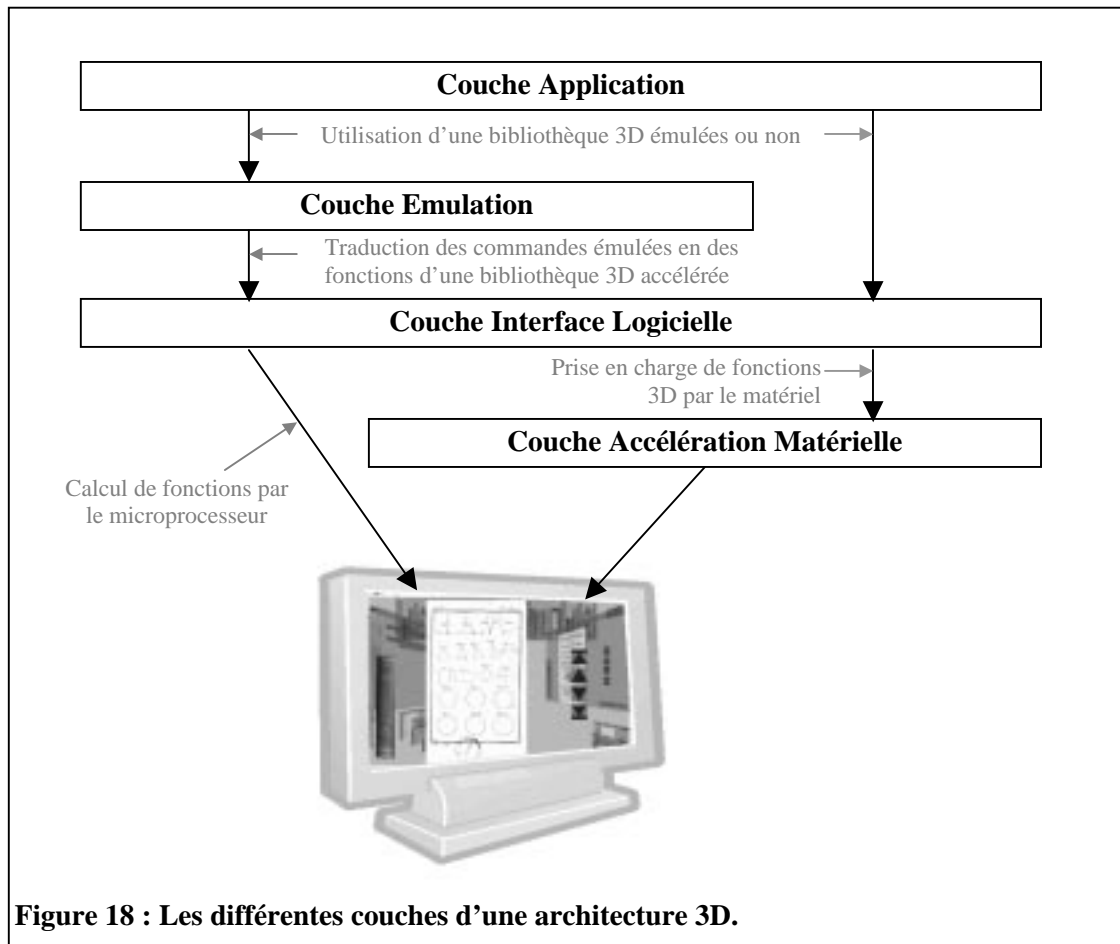 Couche Application
Utilisation d'une bibliothèque 3D émulées ou non
Couche Emulation
Traduction des commandes émulées en des
fonctions d'une bibliothèque 3D accélérée
Couche Interface Logicielle
Prise en charge de fonctions
3D par le matériel
Couche Accélération Matérielle
Calcul de fonctions par
le microprocesseur
Figure 18 : Les différentes couches d'une architecture 3D.